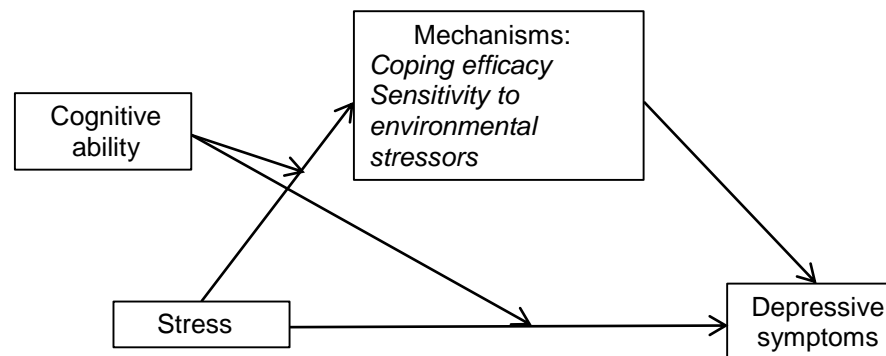 Mechanisms:
Coping efficacy
Sensitivity to
environmental
stressors
Cognitive
ability
Stress
Depressive
symptoms